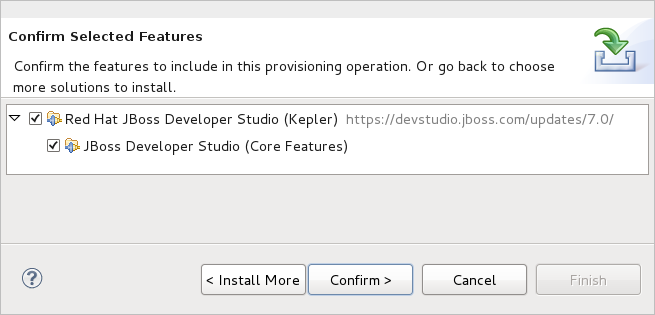 Confirm Selected Features
Confirm the features to include in this provisioning operation. Or go back to choose
more solutions to install.
Red Hat JBoss Developer Studio (Kepler) https://devstudio.jboss.com/updates/7.0/
JBoss Developer Studio (Core Features)
?
< Install More
Confirm >
Cancel
Finish